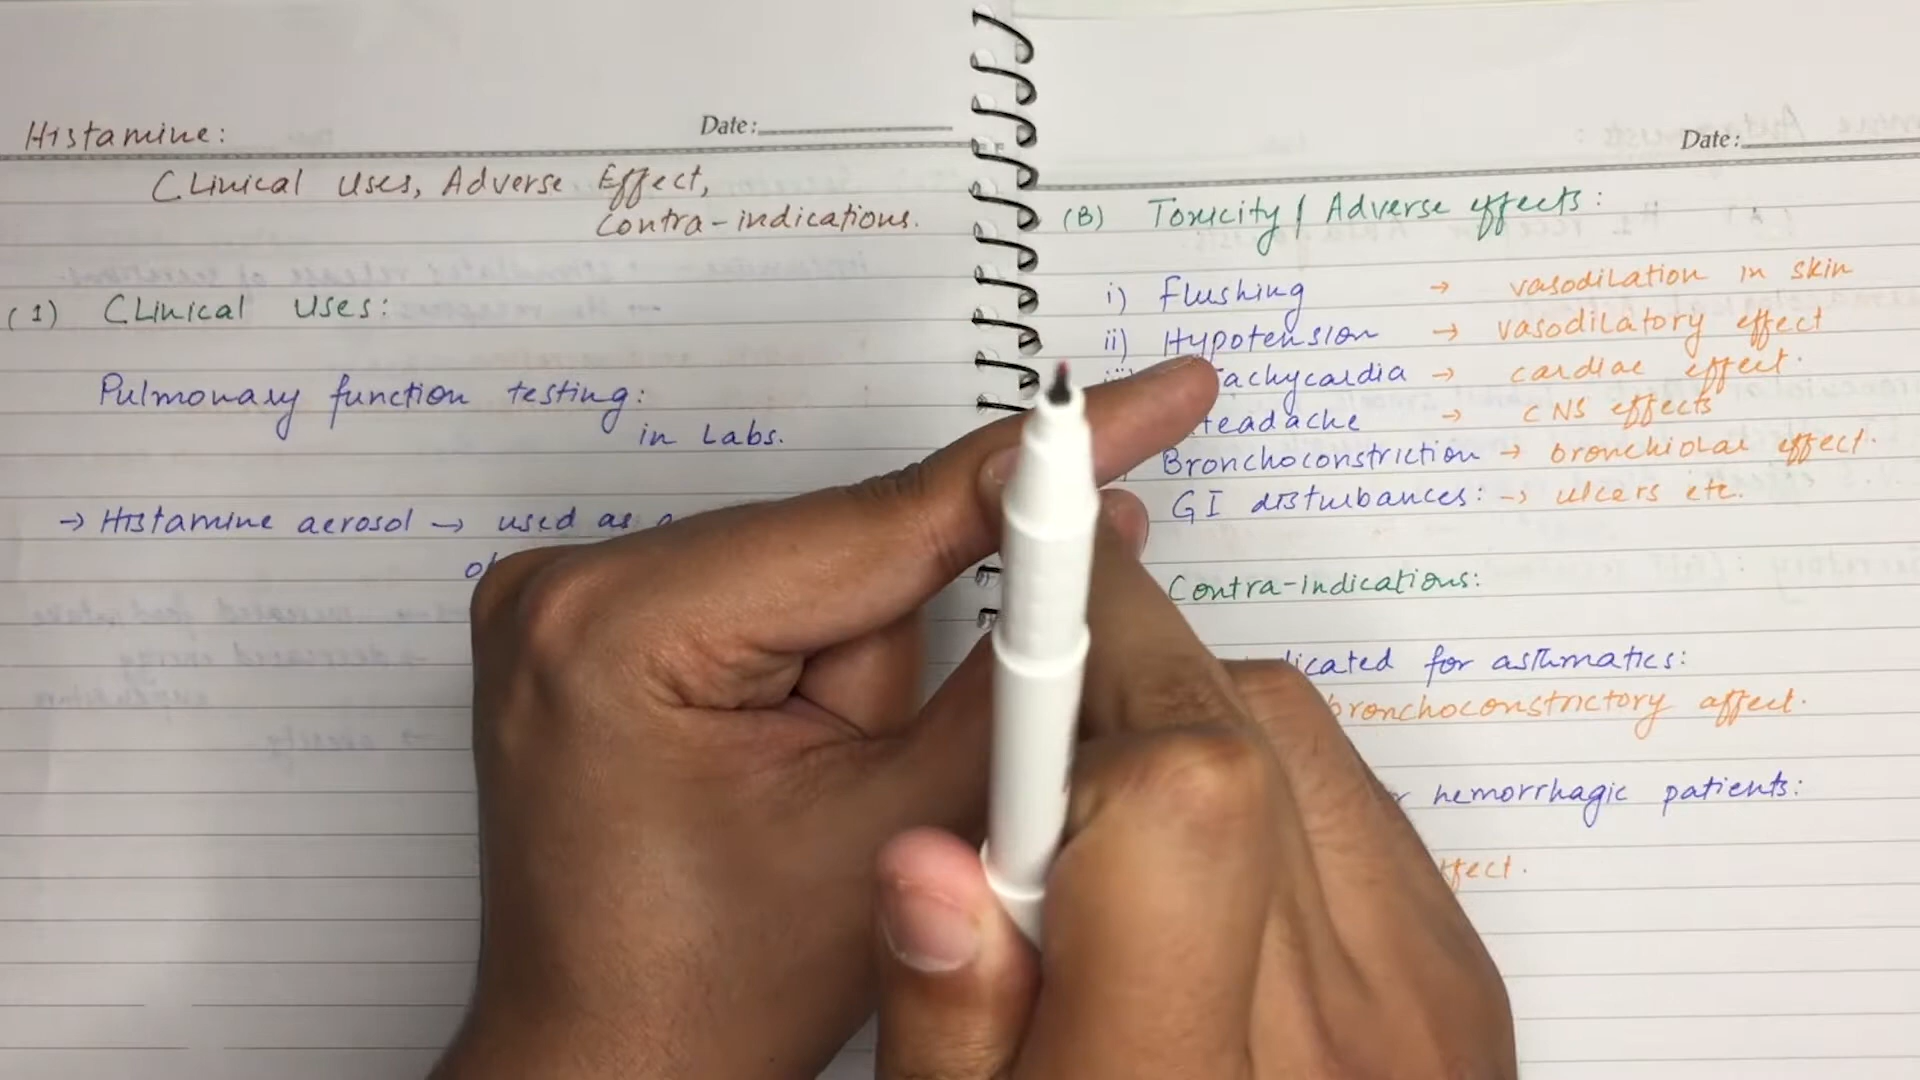 Histamine:
Date:
Clinical Uses, Adverse Effect,
Contra-indications.
(1) Clinical Uses:
Pulmonary function testing:
in Labs.
→ Histamine aerosol → used as a
Date:
(B) Toxicity / Adverse effects:
i) Flushing → vasodilation in skin
ii) Hypotension → vasodilatory effect
achycardia → cardiac effect.
eadache → CNS effects
Bronchoconstriction → bronchiolar effect.
GI disturbances: → ulcers etc.
Contra-indications:
icated for asthmatics:
bronchoconstrictory affect.
hemorrhagic patients:
ffect.